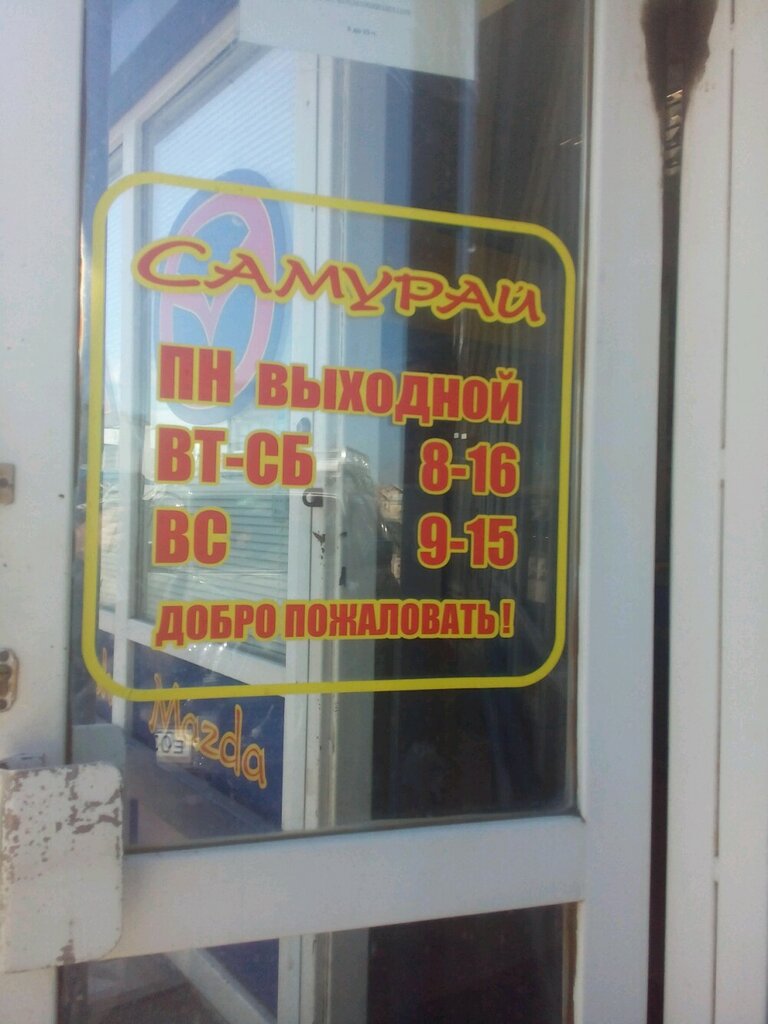 САМУРАЙ
ПН ВЫХОДНОЙ
ВТ-СБ 8-16
ВС 9-15
ДОБРО ПОЖАЛОВАТЬ!
Mazda